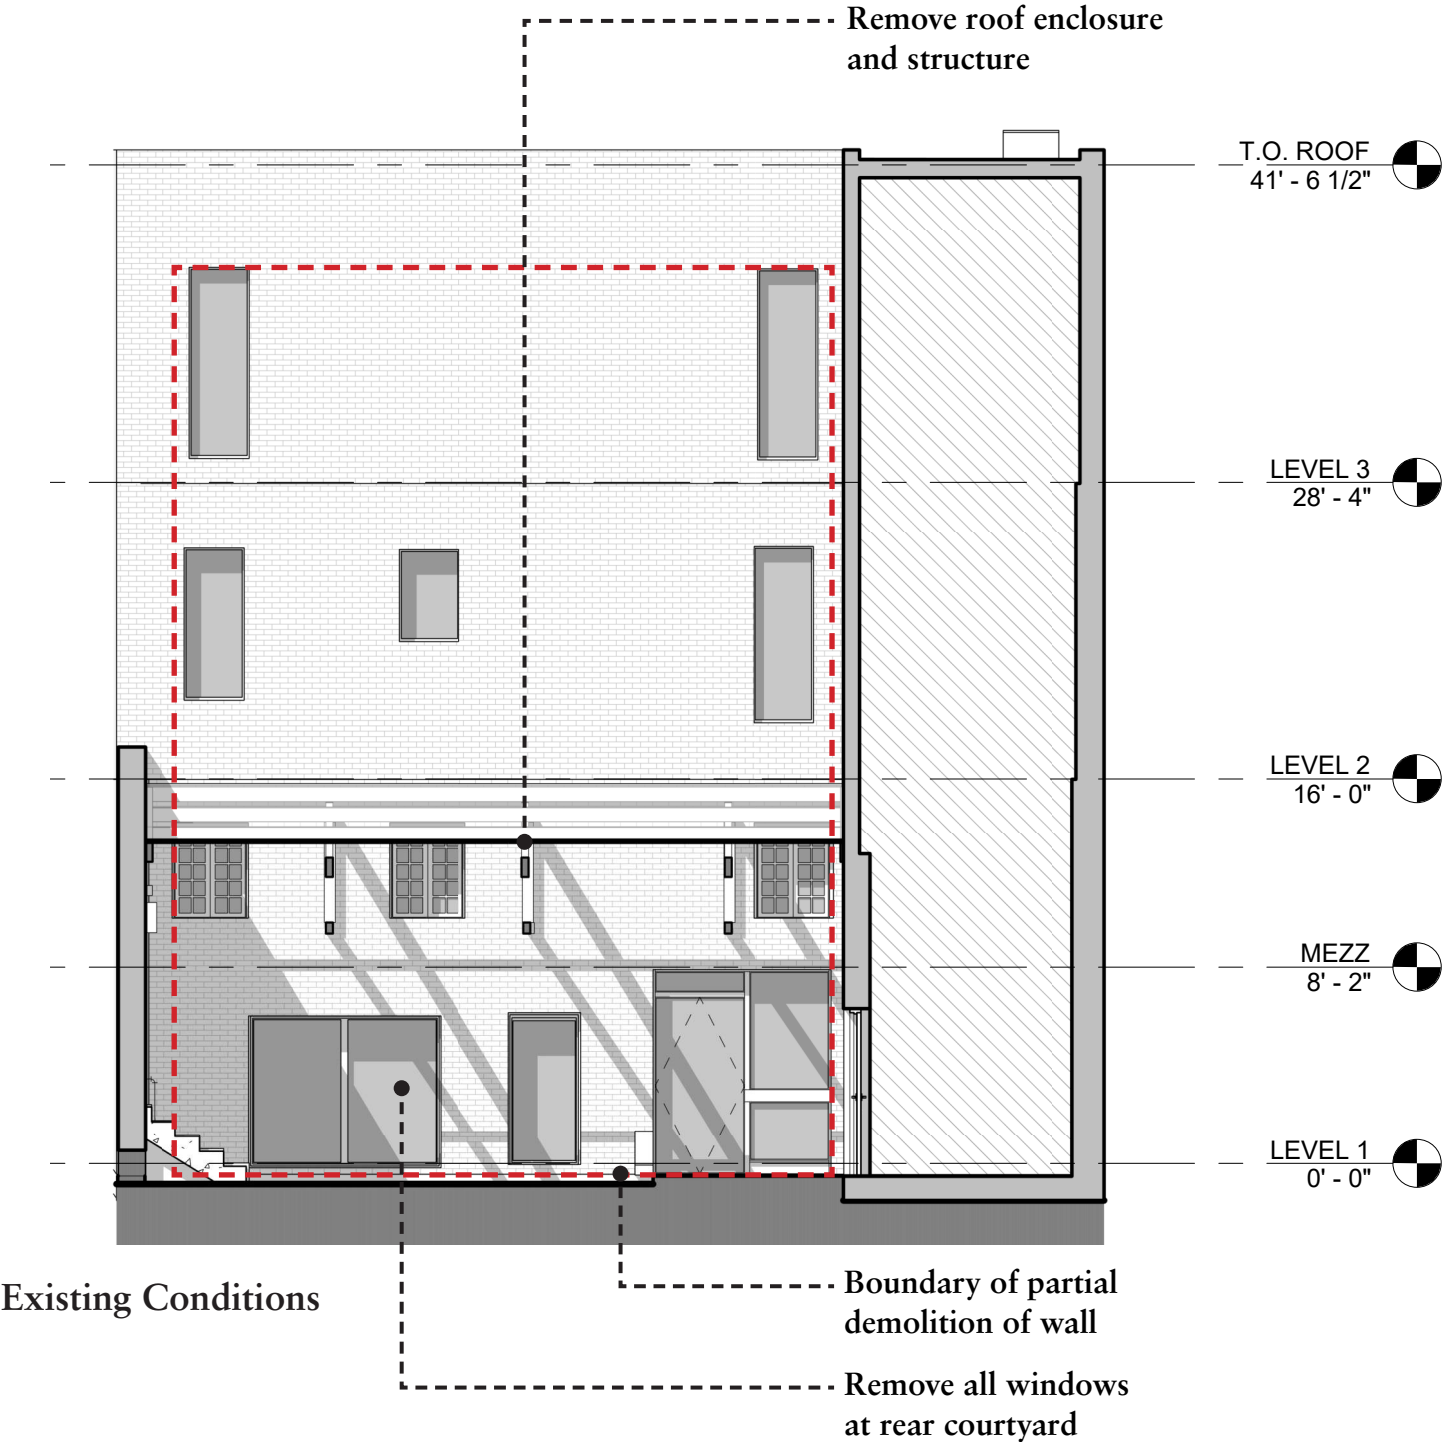 Remove roof enclosure
and structure
T.O. ROOF
41' - 6 1/2"
LEVEL 3
28' - 4"
LEVEL 2
16' - 0"
MEZZ
8' - 2"
LEVEL 1
0' - 0"
Existing Conditions
Boundary of partial
demolition of wall
Remove all windows
at rear courtyard